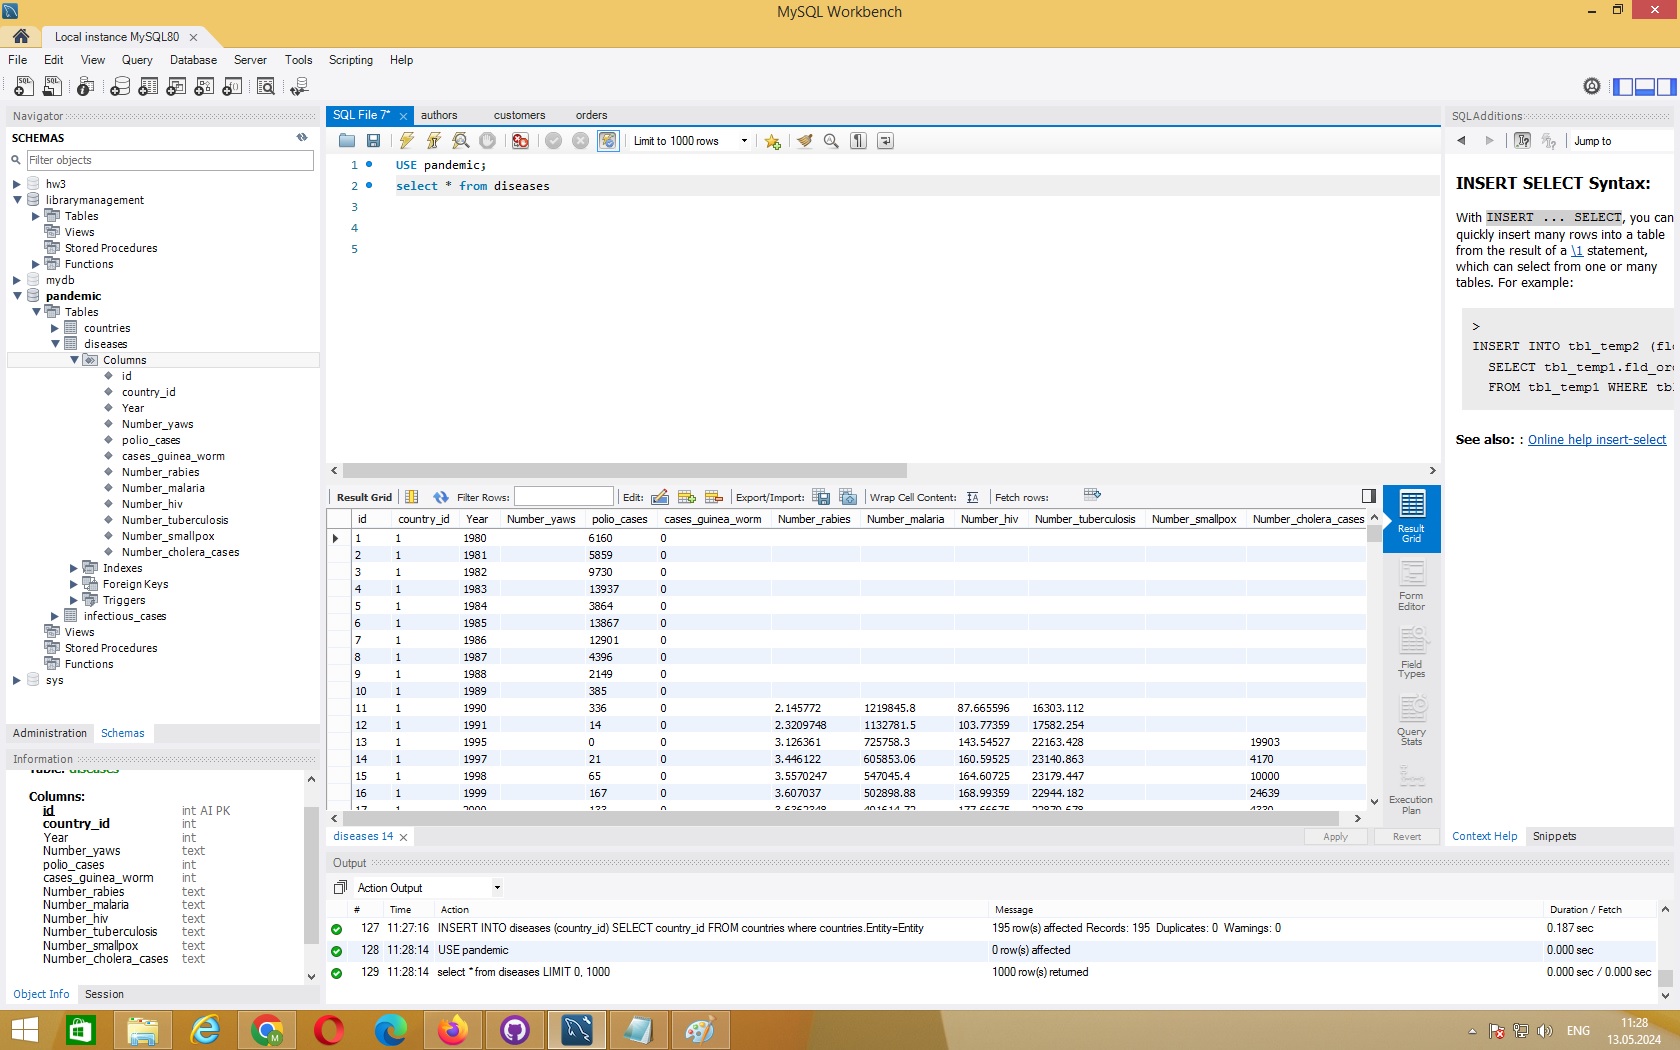 MySQL Workbench
Local instance MySQL80
File Edit View Query Database Server Tools Scripting Help
Navigator
SCHEMAS
Filter objects
hw3
librarymanagement
Tables
Views
Stored Procedures
Functions
mydb
pandemic
Tables
countries
diseases
Columns
id
country_id
Year
Number_yaws
polio_cases
cases_guinea_worm
Number_rabies
Number_malaria
Number_hiv
Number_tuberculosis
Number_smallpox
Number_cholera_cases
Indexes
Foreign Keys
Triggers
infectious_cases
Views
Stored Procedures
Functions
sys
Administration Schemas
Information
Table: diseases
Columns:
id int AI PK
country_id int
Year int
Number_yaws text
polio_cases int
cases_guinea_worm int
Number_rabies text
Number_malaria text
Number_hiv text
Number_tuberculosis text
Number_smallpox text
Number_cholera_cases text
Object Info Session
SQL File 7* authors customers orders
Limit to 1000 rows
1 USE pandemic;
2 select * from diseases
3
4
5
Result Grid Filter Rows: Edit: Export/Import: Wrap Cell Content: Fetch rows:
id country_id Year Number_yaws polio_cases cases_guinea_worm Number_rabies Number_malaria Number_hiv Number_tuberculosis Number_smallpox Number_cholera_cases
1 1 1980 6160 0
2 1 1981 5859 0
3 1 1982 9730 0
4 1 1983 13937 0
5 1 1984 3864 0
6 1 1985 13867 0
7 1 1986 12901 0
8 1 1987 4396 0
9 1 1988 2149 0
10 1 1989 385 0
11 1 1990 336 0 2.145772 1219845.8 87.665596 16303.112
12 1 1991 14 0 2.3209748 1132781.5 103.77359 17582.254
13 1 1995 0 0 3.126361 725758.3 143.54527 22163.428 19903
14 1 1997 21 0 3.446122 605853.06 160.59525 23140.863 4170
15 1 1998 65 0 3.5570247 547045.4 164.60725 23179.447 10000
16 1 1999 167 0 3.607037 502898.88 168.99359 22944.182 24639
17 1 2000 133 0 3.6362348 491614.72 177.66675 22879.678 4330
Result Grid
Form Editor
Field Types
Query Stats
Execution Plan
diseases 14
Apply Revert
Output
Action Output
# Time Action Message Duration / Fetch
127 11:27:16 INSERT INTO diseases (country_id) SELECT country_id FROM countries where countries.Entity=Entity 195 row(s) affected Records: 195 Duplicates: 0 Warnings: 0 0.187 sec
128 11:28:14 USE pandemic 0 row(s) affected 0.000 sec
129 11:28:14 select * from diseases LIMIT 0, 1000 1000 row(s) returned 0.000 sec / 0.000 sec
SQLAdditions
Jump to
INSERT SELECT Syntax:
With INSERT ... SELECT, you can
quickly insert many rows into a table
from the result of a \1 statement,
which can select from one or many
tables. For example:
>
INSERT INTO tbl_temp2 (fld
SELECT tbl_temp1.fld_or
FROM tbl_temp1 WHERE tb
See also: : Online help insert-select
Context Help Snippets
ENG
11:28
13.05.2024